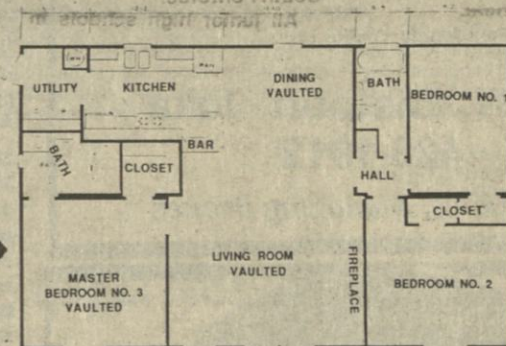 UTILITY
KITCHEN
DINING
VAULTED
BATH
BEDROOM NO. 1
BATH
CLOSET
BAR
HALL
CLOSET
MASTER
BEDROOM NO. 3
VAULTED
LIVING ROOM
VAULTED
FIREPLACE
BEDROOM NO. 2